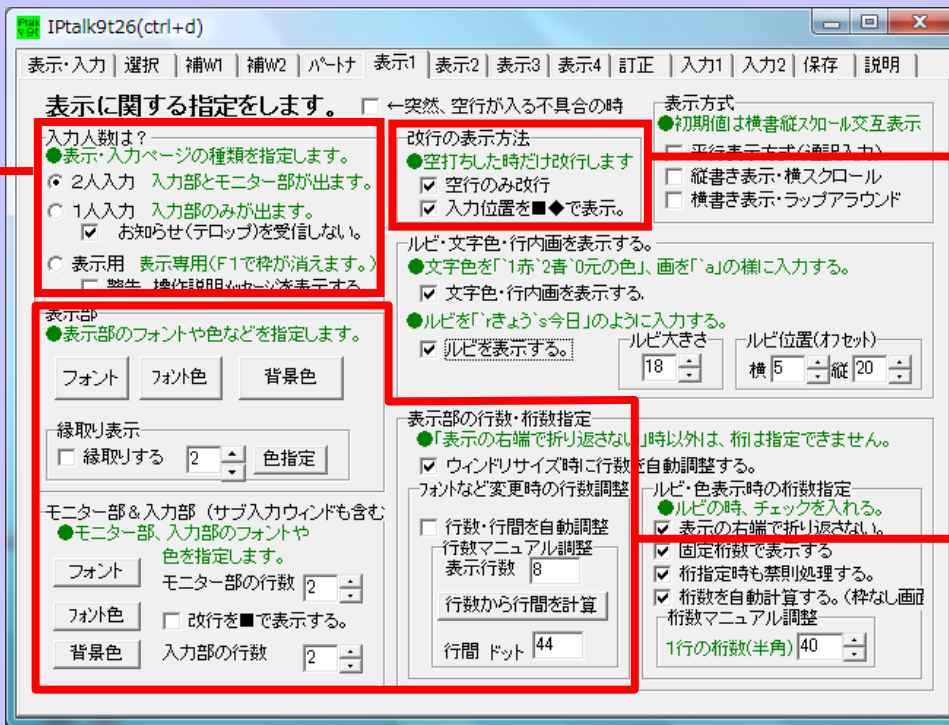 IPtalk9t26(ctrl+d)
表示・入力 選択 補W1 補W2 パートナ 表示1 表示2 表示3 表示4 訂正 入力1 入力2 保存 説明
表示に関する指定をします。 ←突然、空行が入る不具合の時
入力人数は?
●表示・入力ページの種類を指定します。
2人入力 入力部とモニター部が出ます。
1人入力 入力部のみが出ます。
お知らせ(テロップ)を受信しない。
表示用 表示専用(F1で枠が消えます。)
警告、操作説明メッセージを表示する
改行の表示方法
●空打ちした時だけ改行します
空行のみ改行
入力位置を■◆で表示。
表示方式
●初期値は横書縦スクロール交互表示
平行表示方式(通訳入力)
縦書き表示・横スクロール
横書き表示・ラップアラウンド
ルビ・文字色・行内画を表示する。
●文字色を「`1赤`2青`0元の色」、画を「`a」の様に入力する。
文字色・行内画を表示する.
●ルビを「`rきょう`s今日」のように入力する。
ルビを表示する。
ルビ大きさ
18
ルビ位置(オフセット)
横 5 縦 20
表示部
●表示部のフォントや色などを指定します。
フォント フォント色 背景色
縁取り表示
縁取りする 2 色指定
モニター部&入力部 (サブ入力ウィンドも含む
●モニター部、入力部のフォントや
色を指定します。
フォント モニター部の行数 2
フォント色 改行を■で表示する。
背景色 入力部の行数 2
表示部の行数・桁数指定
●「表示の右端で折り返さない」時以外は、桁は指定できません。
ウィンドリサイズ時に行数を自動調整する。
フォントなど変更時の行数調整
行数・行間を自動調整
行数マニュアル調整
表示行数 8
行数から行間を計算
行間 ドット 44
ルビ・色表示時の桁数指定
●ルビの時、チェックを入れる。
表示の右端で折り返さない。
固定桁数で表示する
桁指定時も禁則処理する。
桁数を自動計算する。(枠なし画面
桁数マニュアル調整
1行の桁数(半角) 40